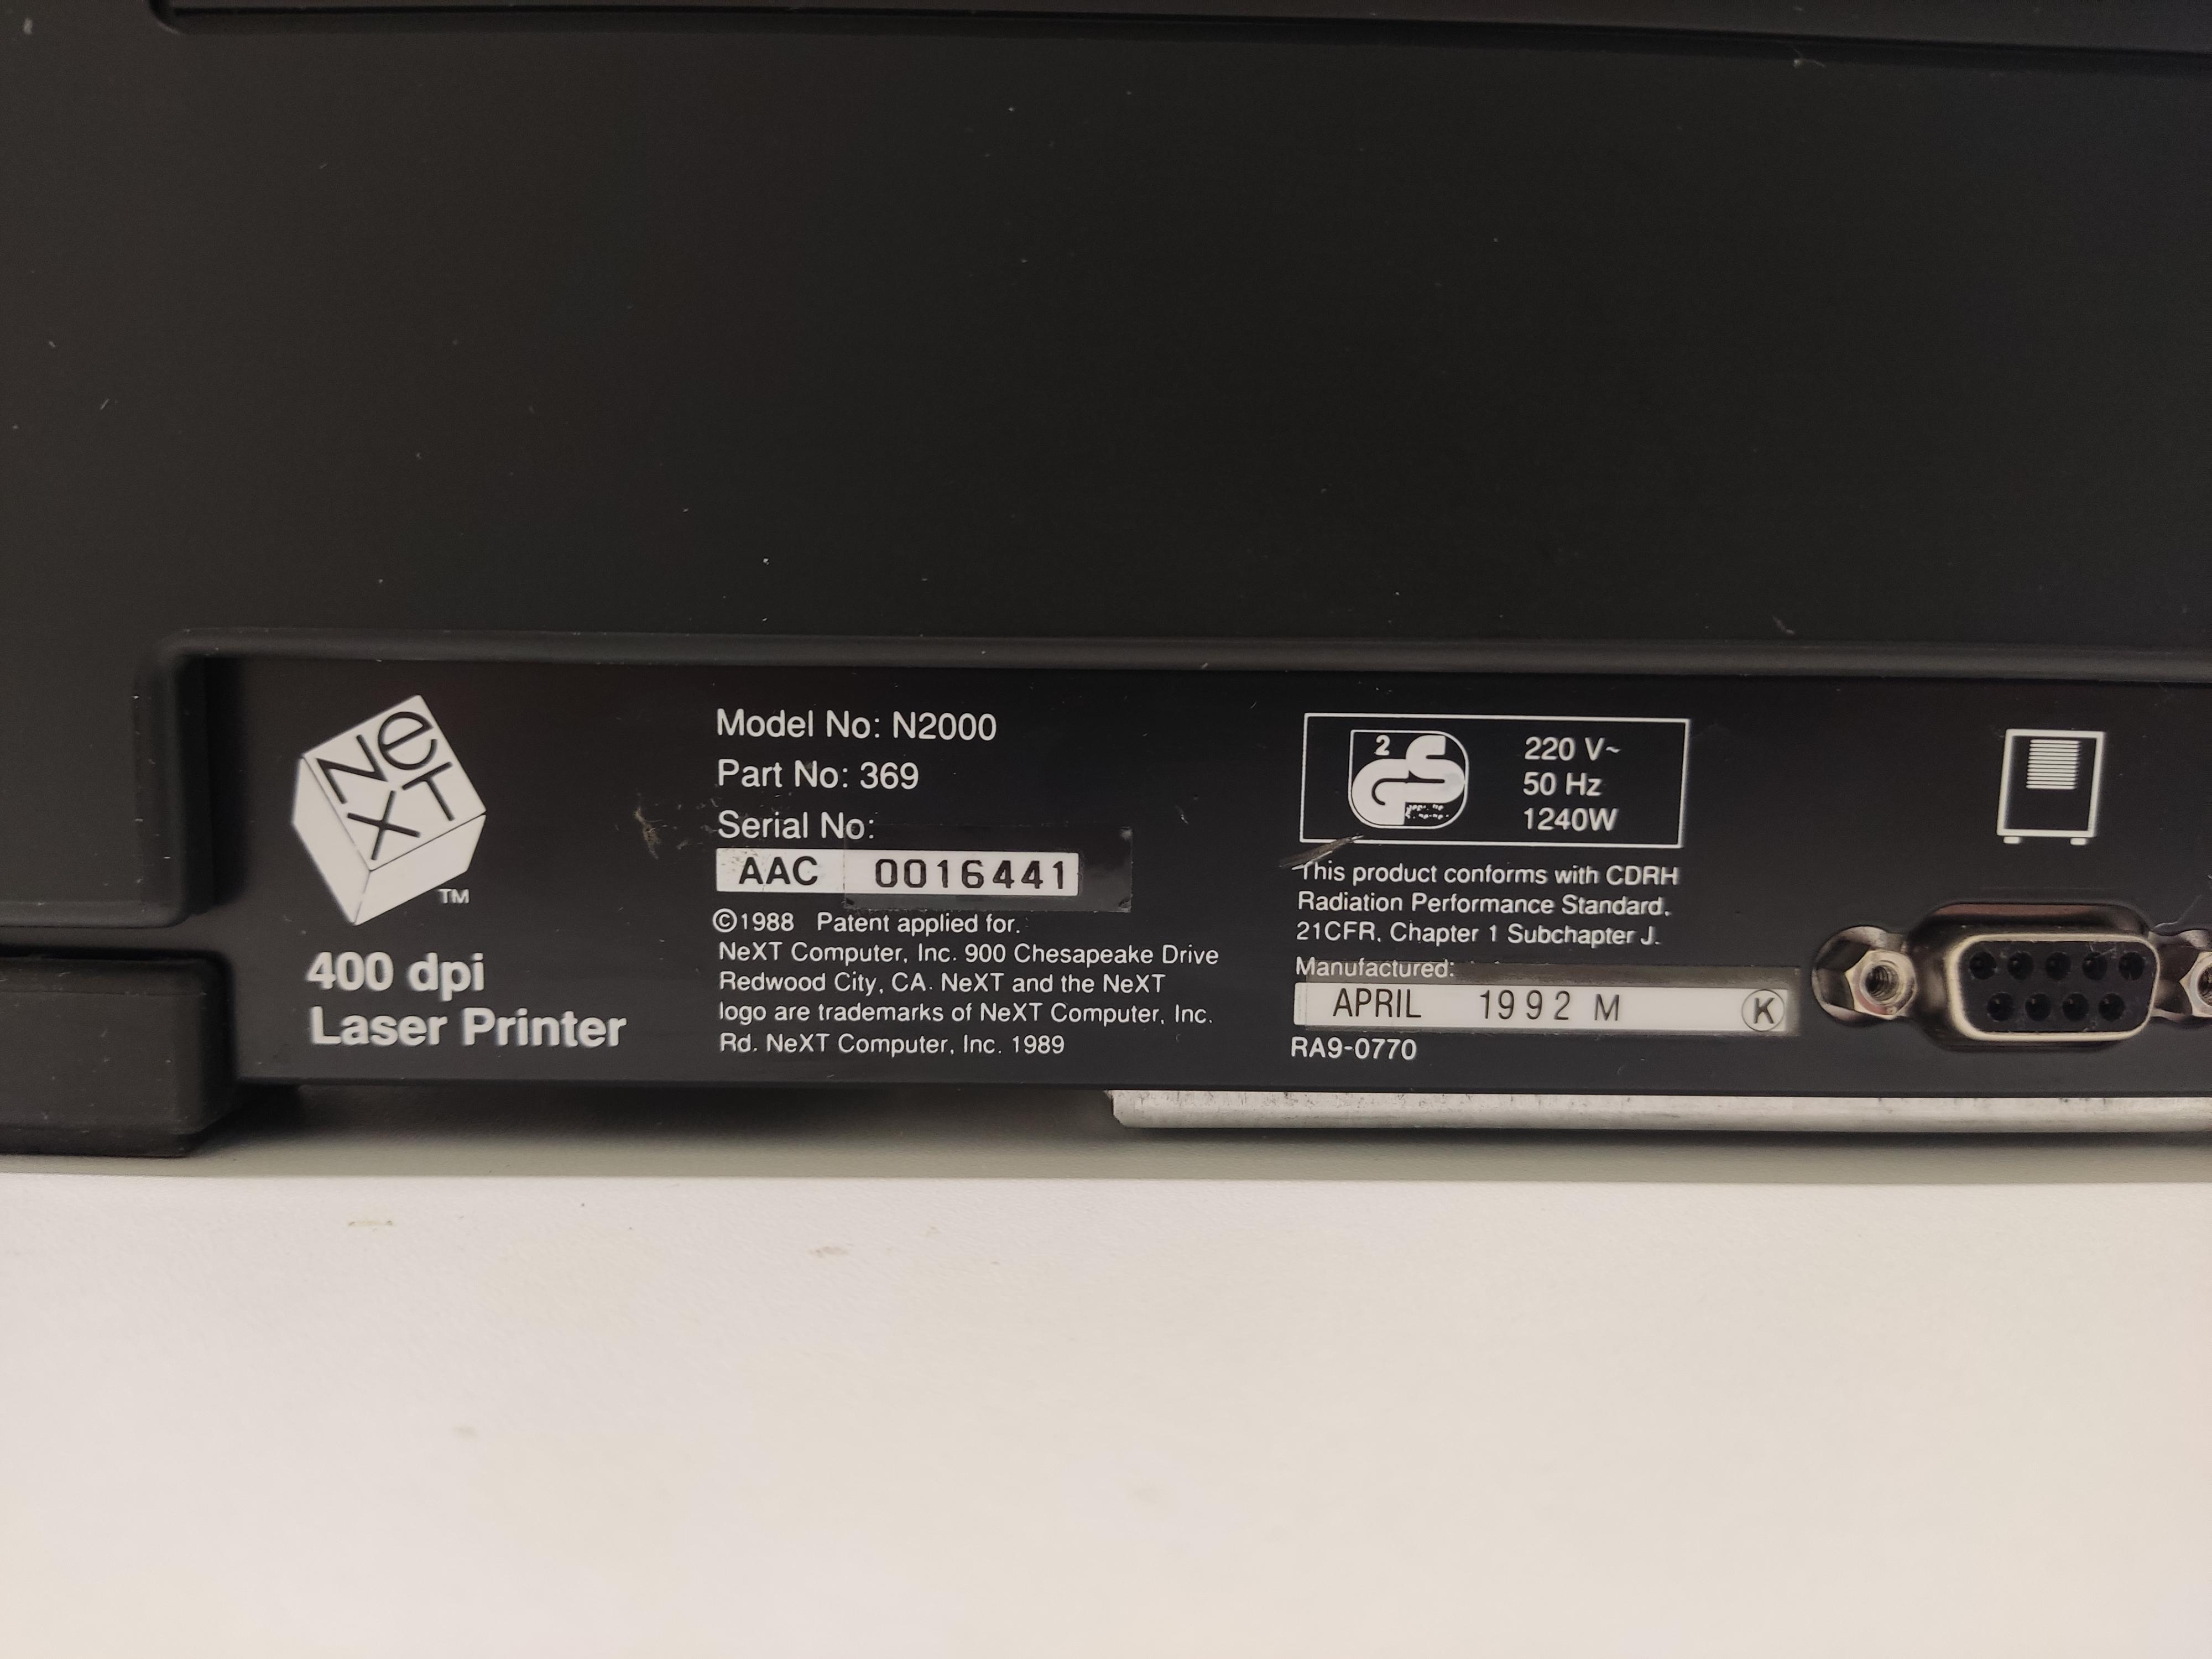 NeXT
TM
400 dpi
Laser Printer
Model No: N2000
Part No: 369
Serial No:
AAC 0016441
©1988 Patent applied for.
NeXT Computer, Inc. 900 Chesapeake Drive
Redwood City, CA. NeXT and the NeXT
logo are trademarks of NeXT Computer, Inc.
Rd. NeXT Computer, Inc. 1989
2
GS
220 V~
50 Hz
1240W
This product conforms with CDRH
Radiation Performance Standard.
21CFR, Chapter 1 Subchapter J.
Manufactured:
APRIL 1992 M K
RA9-0770